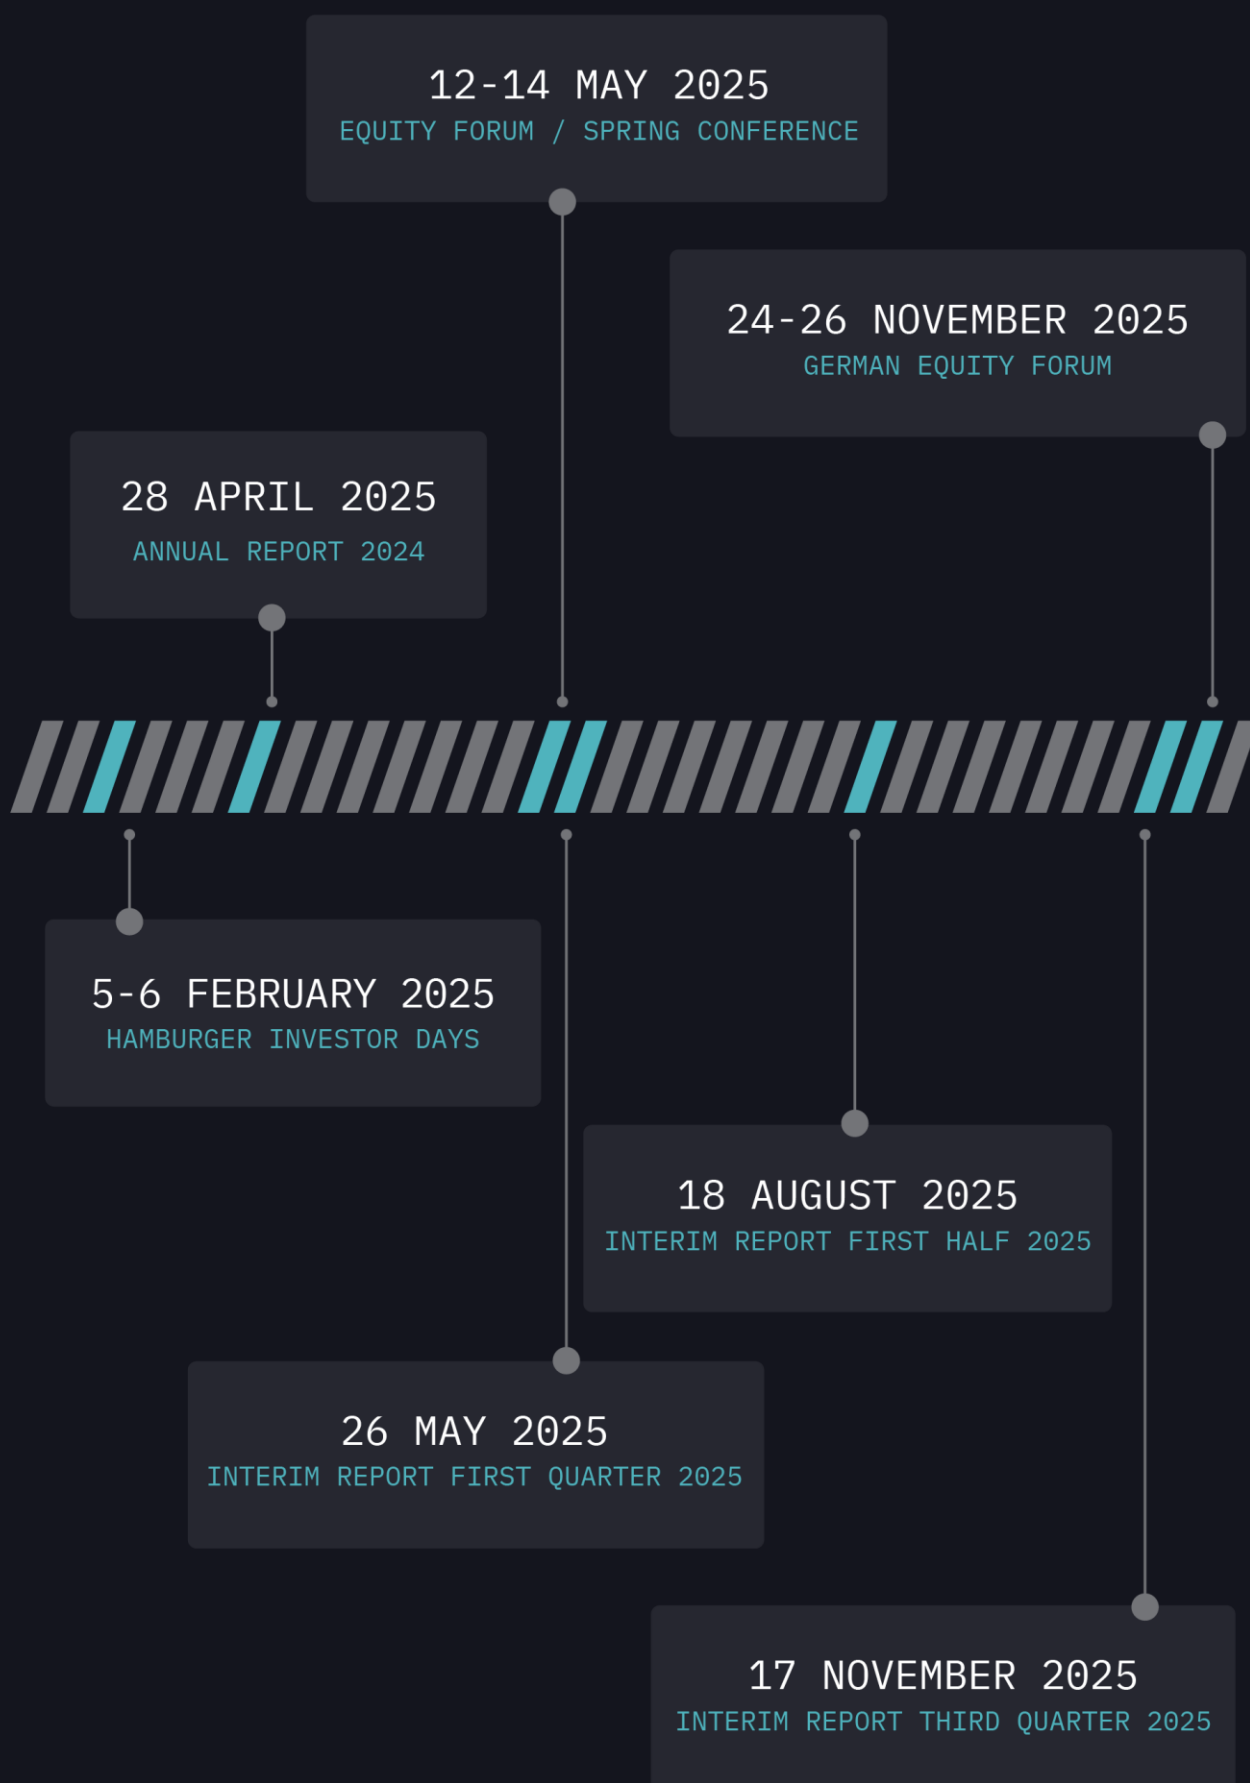 12-14 MAY 2025
EQUITY FORUM / SPRING CONFERENCE
24-26 NOVEMBER 2025
GERMAN EQUITY FORUM
28 APRIL 2025
ANNUAL REPORT 2024
5-6 FEBRUARY 2025
HAMBURGER INVESTOR DAYS
18 AUGUST 2025
INTERIM REPORT FIRST HALF 2025
26 MAY 2025
INTERIM REPORT FIRST QUARTER 2025
17 NOVEMBER 2025
INTERIM REPORT THIRD QUARTER 2025